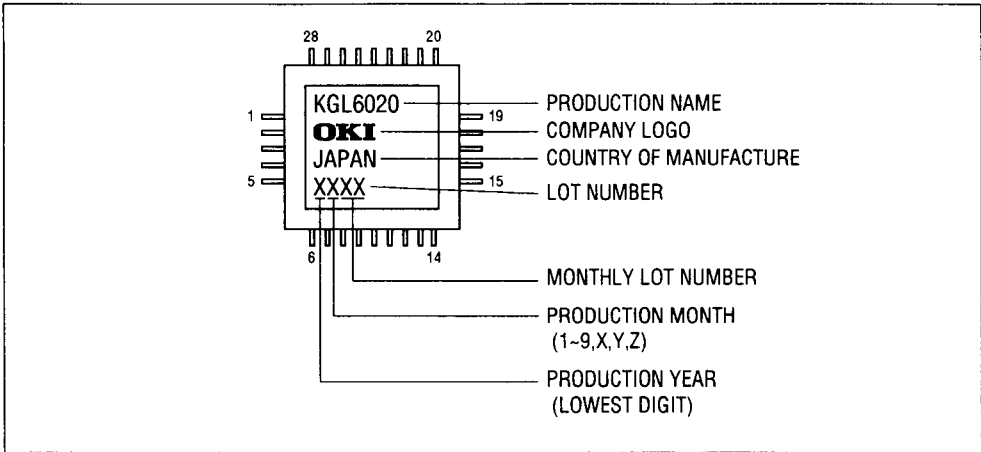 28 20
KGL6020 PRODUCTION NAME
1 19
OKI COMPANY LOGO
JAPAN COUNTRY OF MANUFACTURE
5 15
XXXX LOT NUMBER
6 14
MONTHLY LOT NUMBER
PRODUCTION MONTH
(1~9,X,Y,Z)
PRODUCTION YEAR
(LOWEST DIGIT)